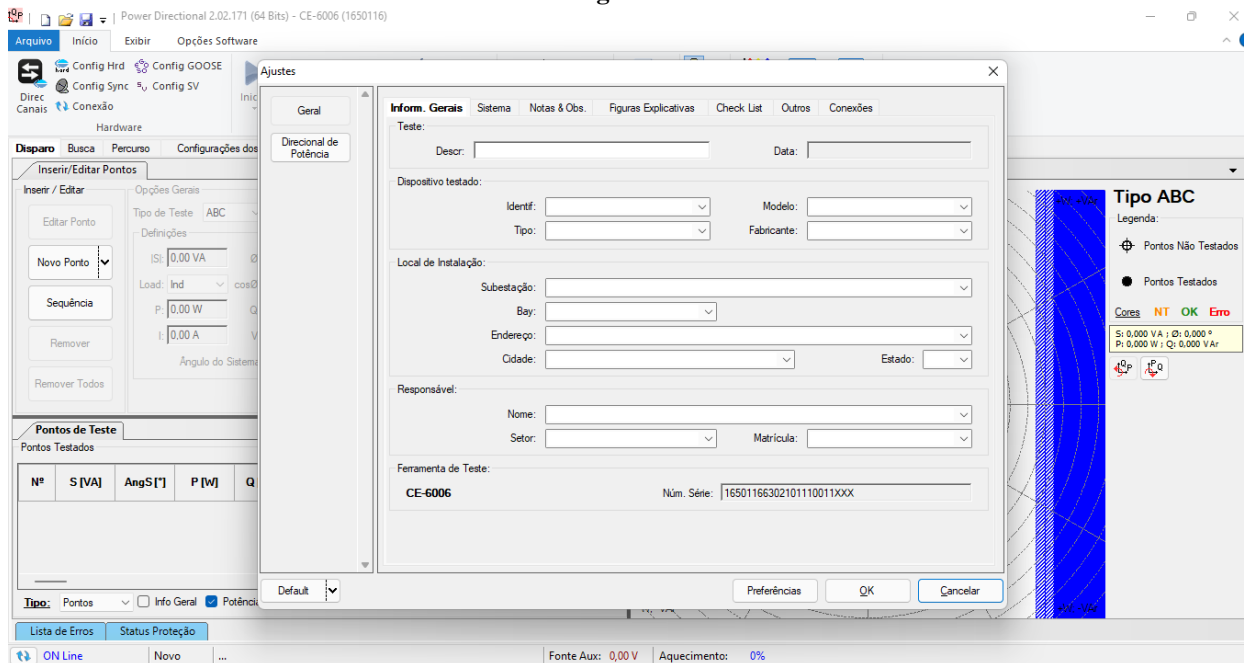 Power Directional 2.02.171 (64 Bits) - CE-6006 (1650116)
Arquivo Início Exibir Opções Software
Config Hrd Config GOOSE
Config Sync Config SV
Direc Canais Conexão
Hardware
Disparo Busca Percurso Configurações dos
Inserir/Editar Pontos
Inserir / Editar Opções Gerais
Editar Ponto
Tipo de Teste ABC
Definições
Novo Ponto
|S|: 0,00 VA Ø
Load: Ind cosØ
Sequência
P: 0,00 W Q
I: 0,00 A V
Remover
Ângulo do Sistema
Remover Todos
Pontos de Teste
Pontos Testados
Nº S [VA] AngS [°] P [W] Q
Tipo: Pontos Info Geral Potência
Lista de Erros Status Proteção
ON Line Novo ... Fonte Aux: 0,00 V Aquecimento: 0%
Ajustes
Geral
Direcional de
Potência
Inform. Gerais Sistema Notas & Obs. Figuras Explicativas Check List Outros Conexões
Teste:
Descr: Data:
Dispositivo testado:
Identif: Modelo:
Tipo: Fabricante:
Local de Instalação:
Subestação:
Bay:
Endereço:
Cidade: Estado:
Responsável:
Nome:
Setor: Matrícula:
Ferramenta de Teste:
CE-6006 Núm. Série: 16501166302101110011XXX
Default Preferências OK Cancelar
Tipo ABC
Legenda:
Pontos Não Testados
Pontos Testados
Cores NT OK Erro
S: 0,000 VA ; Ø: 0,000 °
P: 0,000 W ; Q: 0,000 VAr